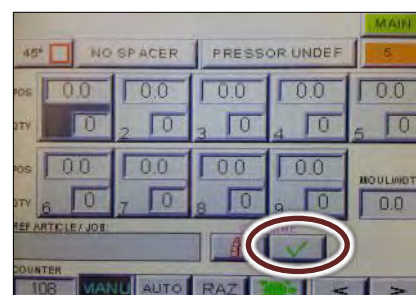 MAIN
45° NO SPACER PRESSOR UNDEF 5
POS 0.0 0.0 0.0 0.0 0.0
QTY 0 2 0 3 0 4 0 5 0
POS 0.0 0.0 0.0 0.0 MOULINOT
QTY 6 0 7 0 8 0 9 0 0.0
REF ARTICLE / JOB:
COUNTER
108 MANU AUTO RAZ < >